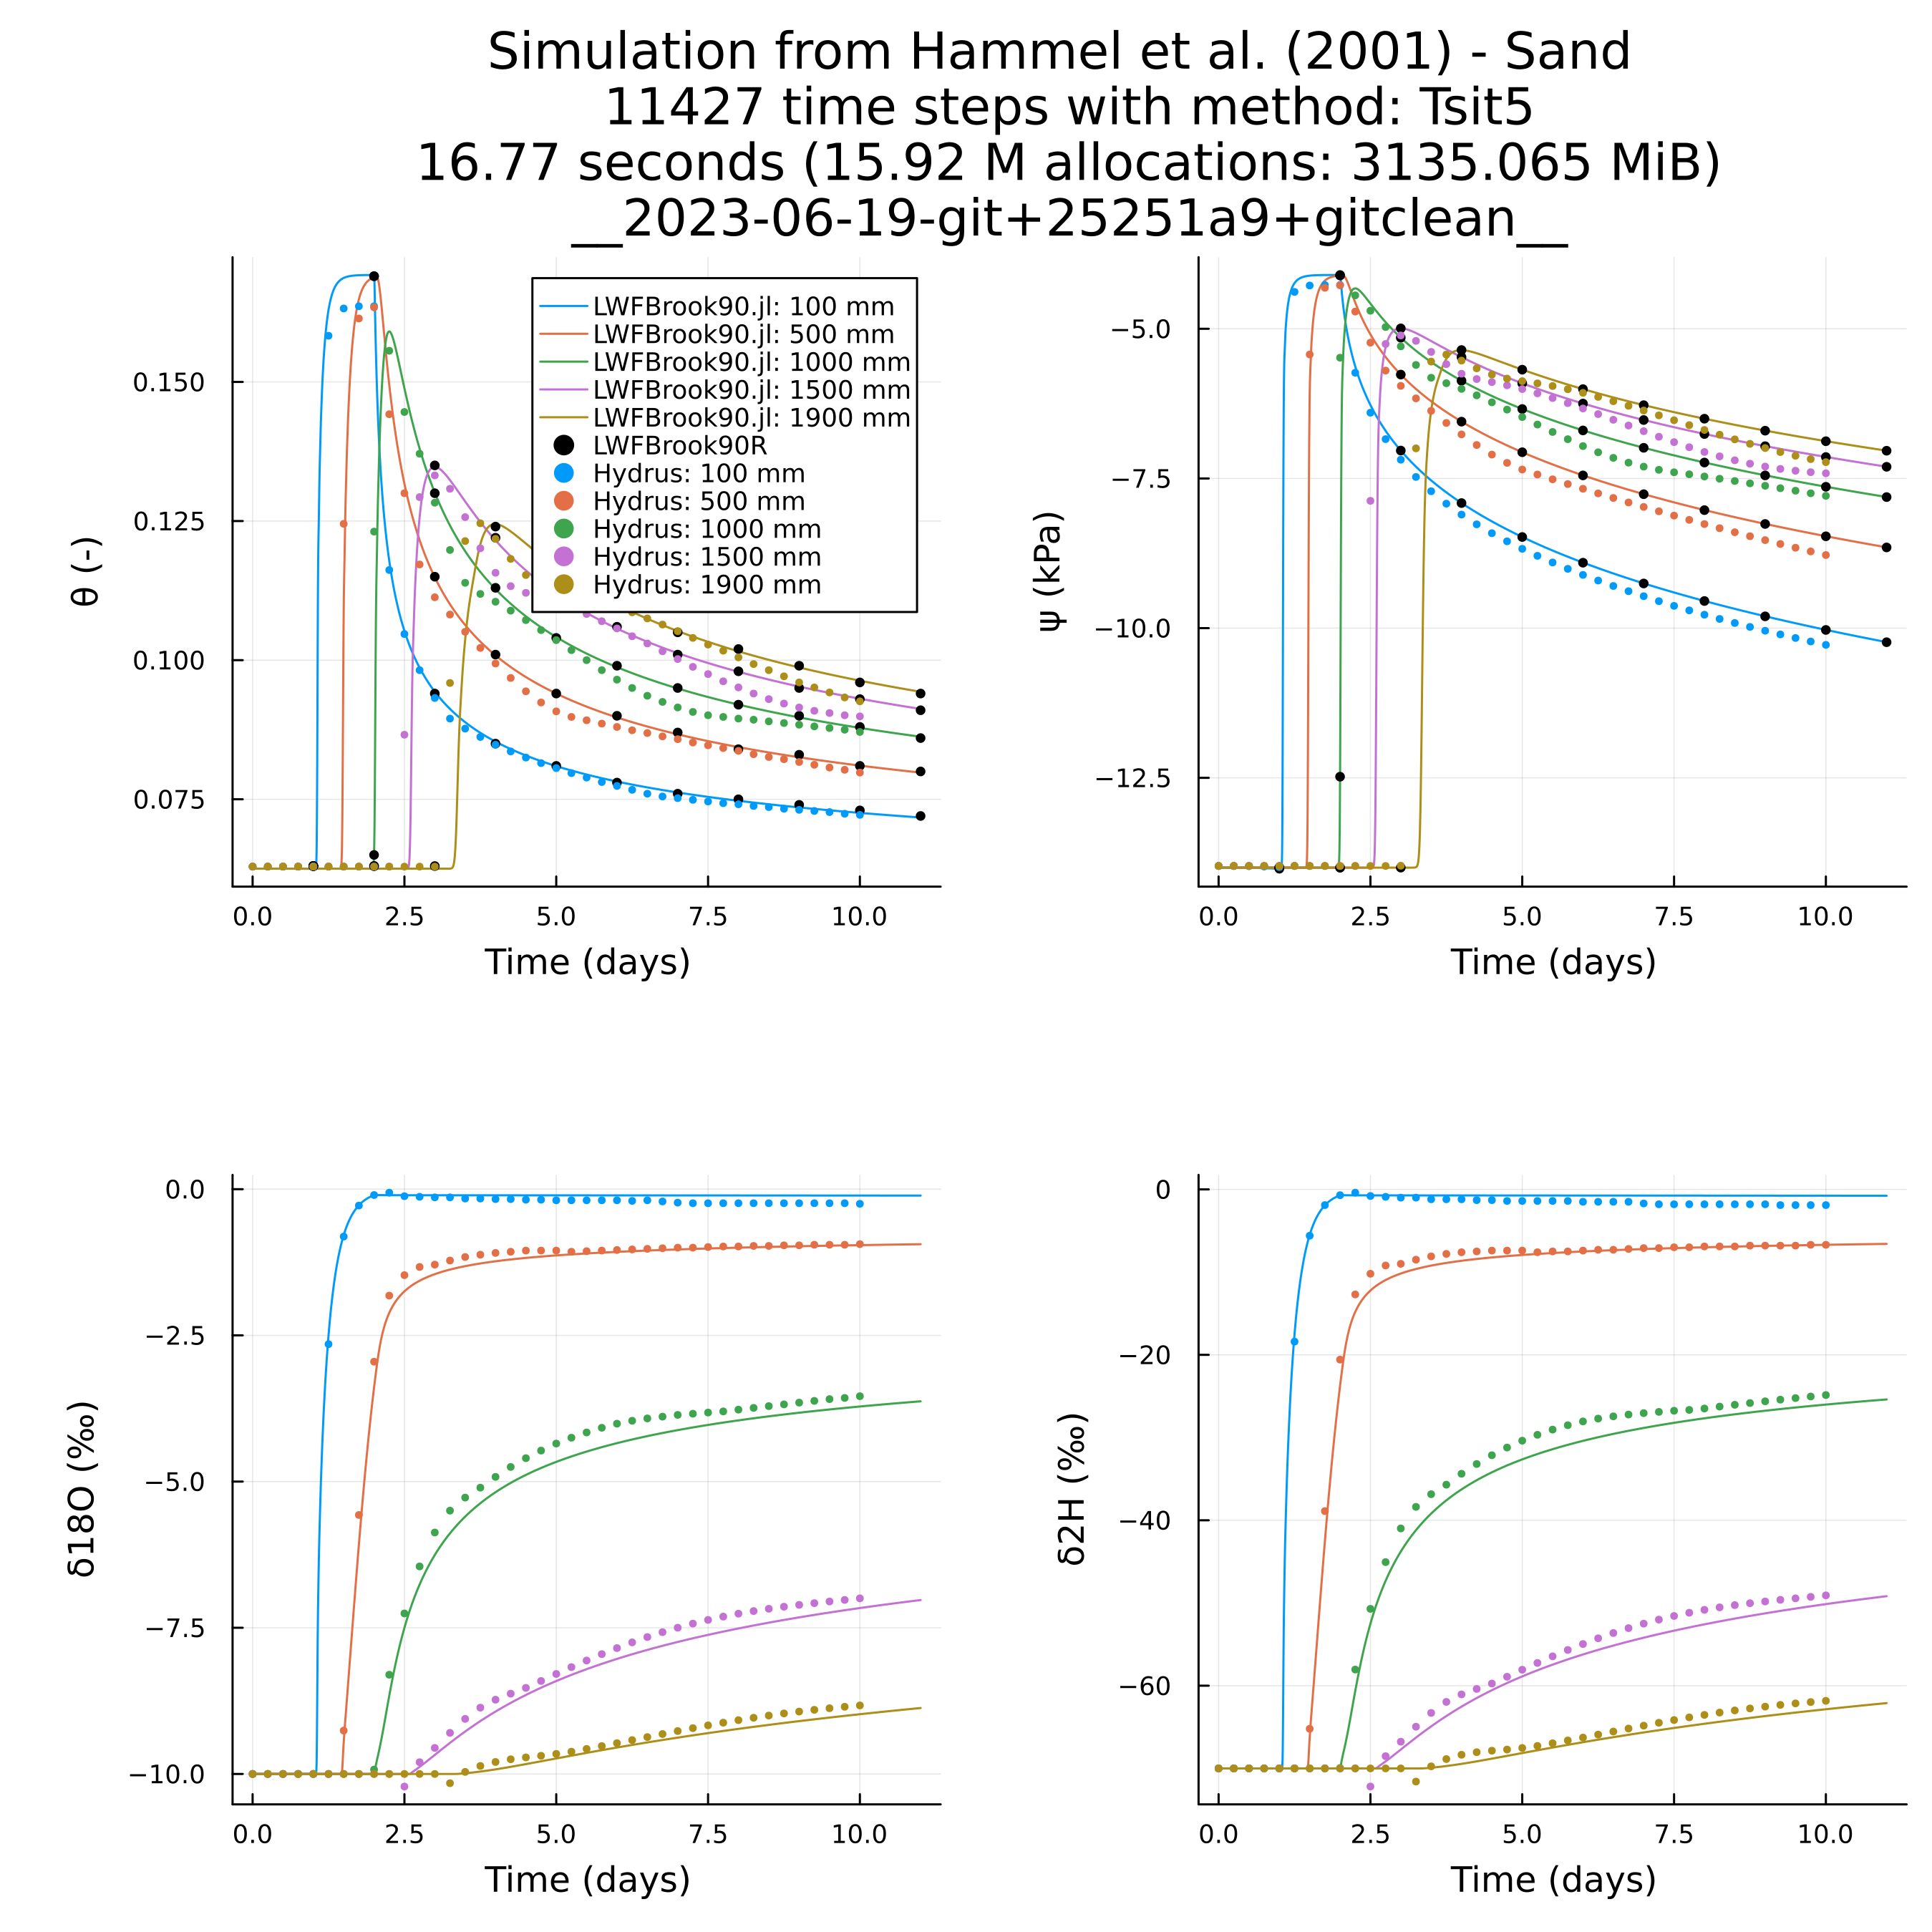 Simulation from Hammel et al. (2001) - Sand
11427 time steps with method: Tsit5
16.77 seconds (15.92 M allocations: 3135.065 MiB)
__2023-06-19-git+25251a9+gitclean__
θ (-)
0.150
0.125
0.100
0.075
LWFBrook90.jl: 100 mm
LWFBrook90.jl: 500 mm
LWFBrook90.jl: 1000 mm
LWFBrook90.jl: 1500 mm
LWFBrook90.jl: 1900 mm
LWFBrook90R
Hydrus: 100 mm
Hydrus: 500 mm
Hydrus: 1000 mm
Hydrus: 1500 mm
Hydrus: 1900 mm
0.0 2.5 5.0 7.5 10.0
Time (days)
ψ (kPa)
−5.0
−7.5
−10.0
−12.5
0.0 2.5 5.0 7.5 10.0
Time (days)
δ18O (‰)
0.0
−2.5
−5.0
−7.5
−10.0
0.0 2.5 5.0 7.5 10.0
Time (days)
δ2H (‰)
0
−20
−40
−60
0.0 2.5 5.0 7.5 10.0
Time (days)